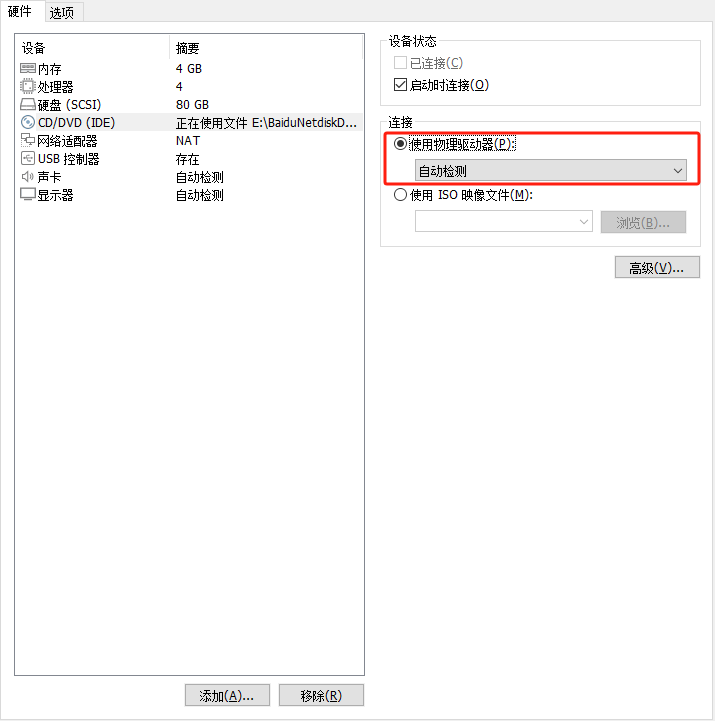 硬件 选项
设备 摘要
内存 4 GB
处理器 4
硬盘 (SCSI) 80 GB
CD/DVD (IDE) 正在使用文件 E:\BaiduNetdiskD...
网络适配器 NAT
USB 控制器 存在
声卡 自动检测
显示器 自动检测
添加(A)... 移除(R)
设备状态
已连接(C)
启动时连接(O)
连接
使用物理驱动器(P):
自动检测
使用 ISO 映像文件(M):
浏览(B)...
高级(V)...